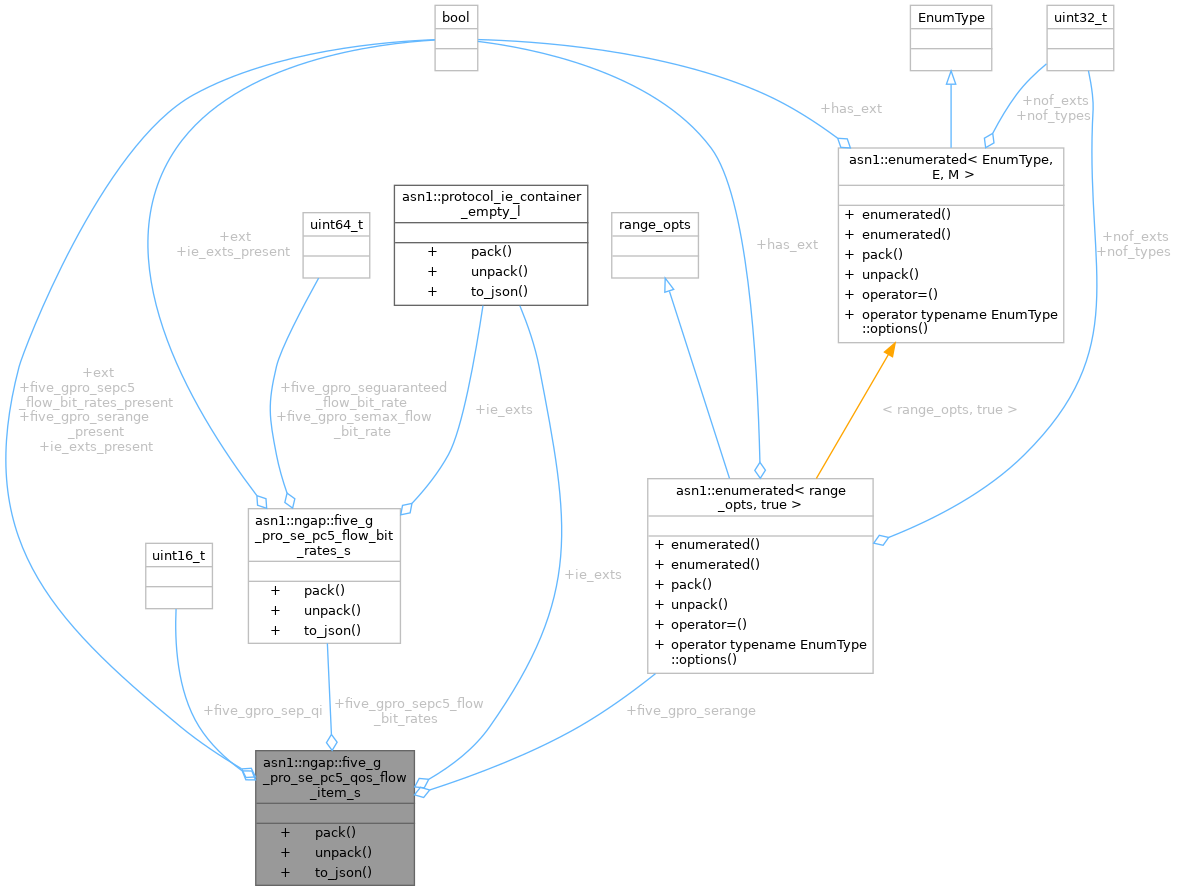 bool
EnumType
uint32_t
+nof_exts
+nof_types
+has_ext
asn1::enumerated< EnumType,
E, M >
+ enumerated()
+ enumerated()
+ pack()
+ unpack()
+ operator=()
+ operator typename EnumType
::options()
asn1::protocol_ie_container
_empty_l
+ pack()
+ unpack()
+ to_json()
uint64_t
range_opts
+ext
+ie_exts_present
+has_ext
+nof_exts
+nof_types
+ext
+five_gpro_sepc5
_flow_bit_rates_present
+five_gpro_serange
_present
+ie_exts_present
+five_gpro_seguaranteed
_flow_bit_rate
+five_gpro_semax_flow
_bit_rate
+ie_exts
< range_opts, true >
asn1::enumerated< range
_opts, true >
+ enumerated()
+ enumerated()
+ pack()
+ unpack()
+ operator=()
+ operator typename EnumType
::options()
asn1::ngap::five_g
_pro_se_pc5_flow_bit
_rates_s
+ pack()
+ unpack()
+ to_json()
uint16_t
+ie_exts
+five_gpro_sep_qi
+five_gpro_sepc5_flow
_bit_rates
+five_gpro_serange
asn1::ngap::five_g
_pro_se_pc5_qos_flow
_item_s
+ pack()
+ unpack()
+ to_json()